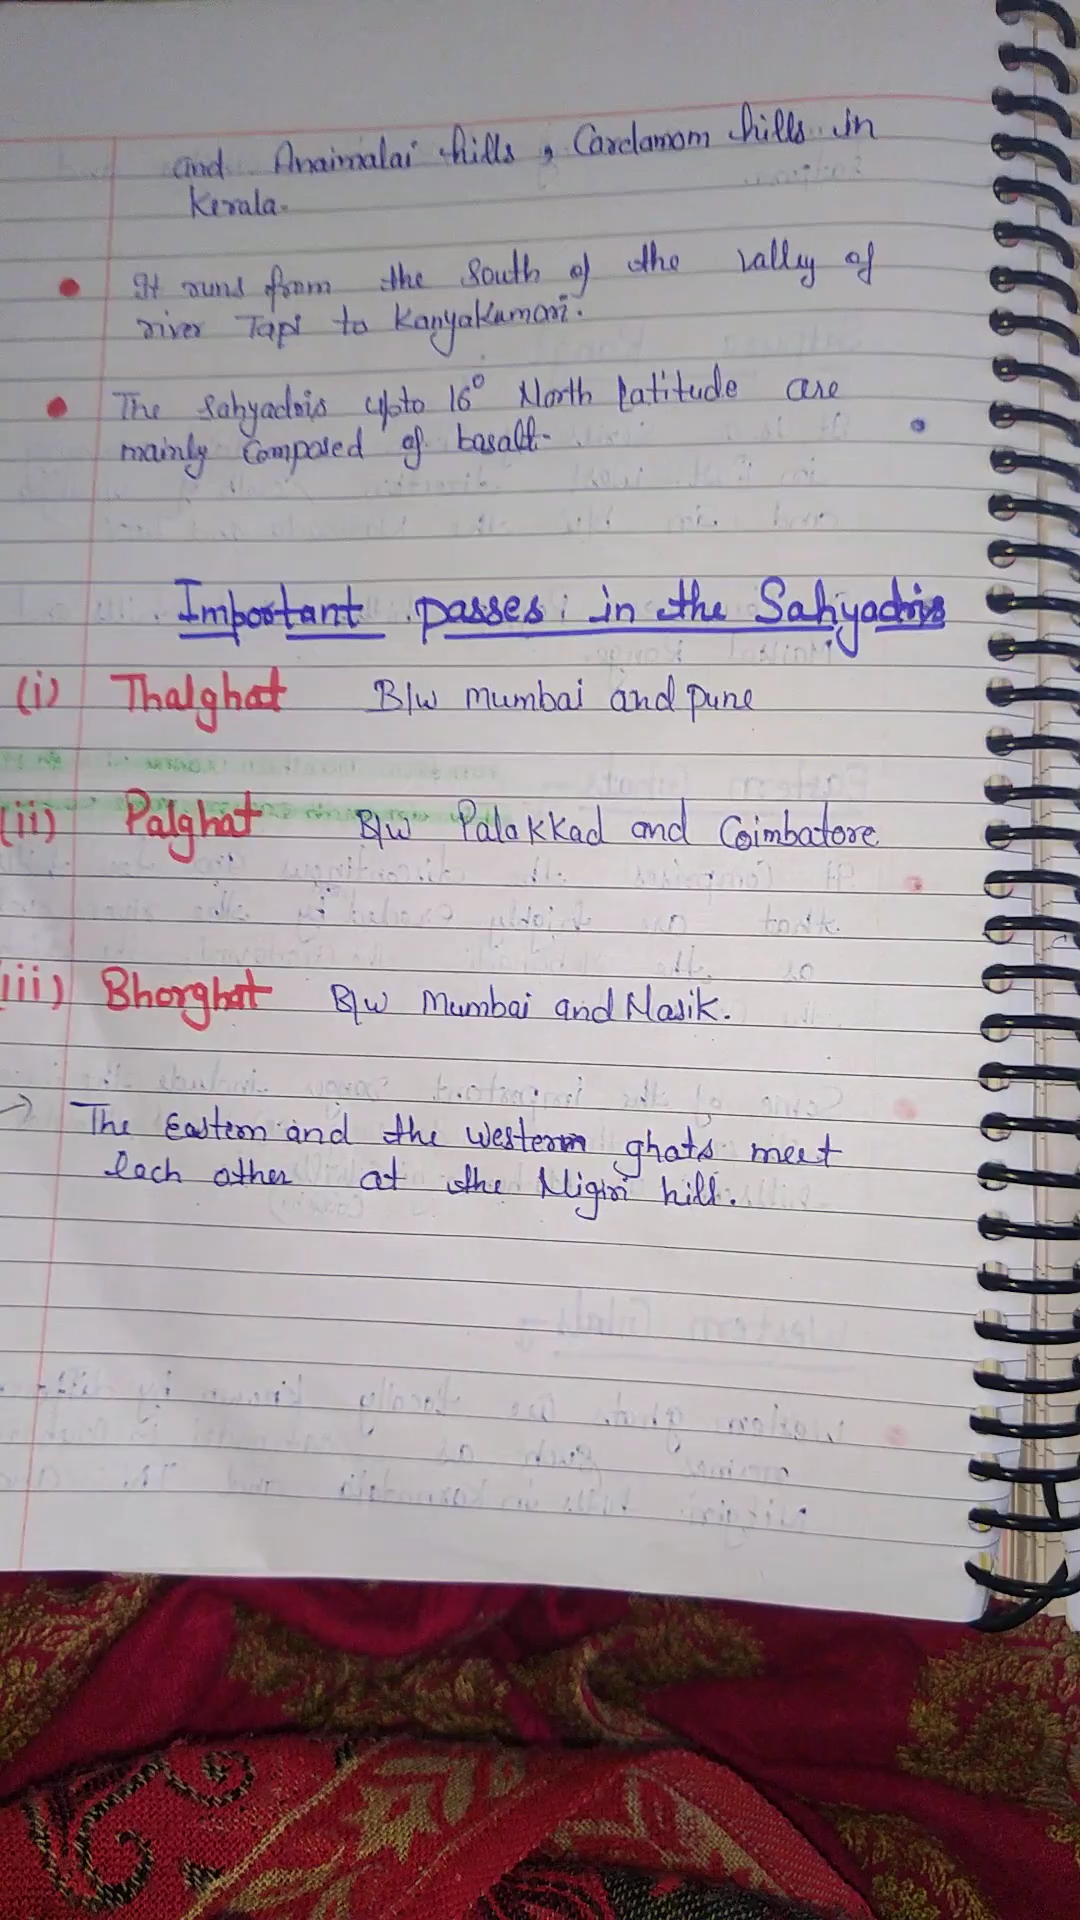 and Anaimalai hills, Cardamom hills in
Kerala.
It runs from the South of the valley of
river Tapi to Kanyakumari.
The Sahyadris upto 16° North Latitude are
mainly Composed of basalt.
Important passes in the Sahyadris
(i) Thalghat B/w mumbai and pune
(ii) Palghat B/w Palakkad and Coimbatore
(iii) Bhorghat B/w Mumbai and Nasik.
→ The Eastern and the western ghats meet
each other at the Nigiri hill.